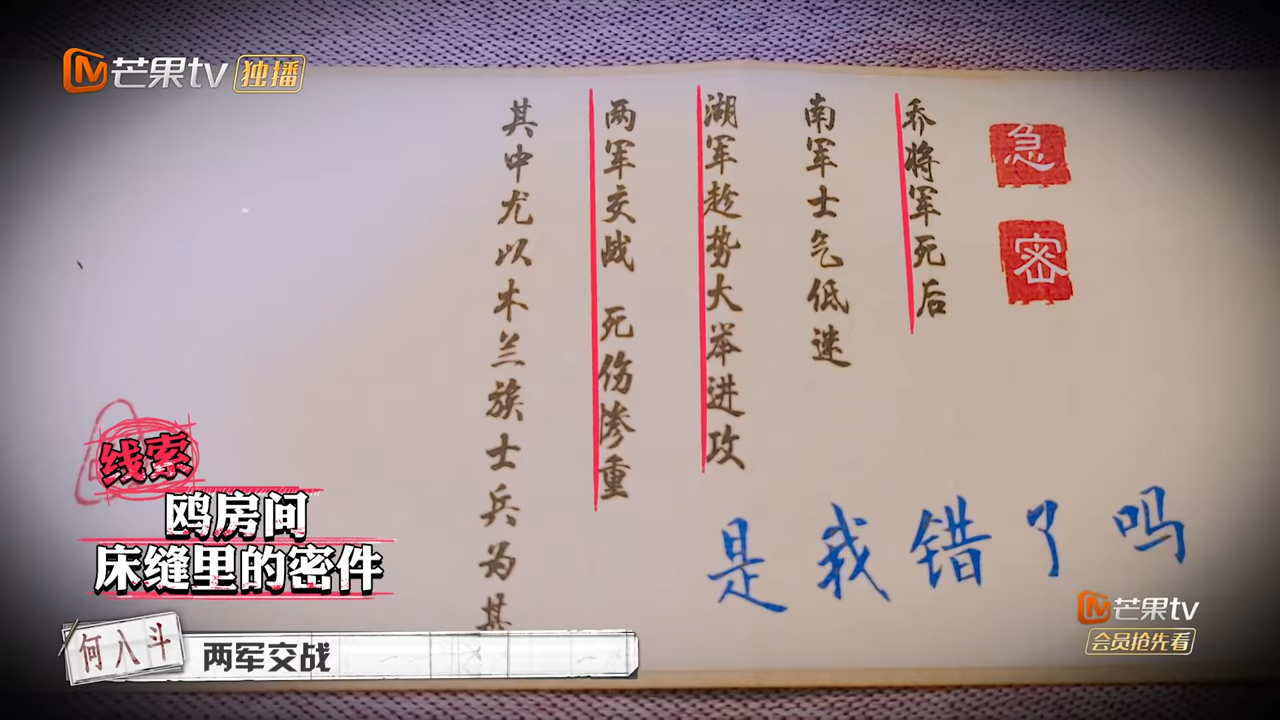 芒果tv 独播
急
密
乔将军死后
南军士气低迷
湖军趁势大举进攻
两军交战 死伤惨重
其中尤以木兰族士兵为其
是我错了吗
线索
鸥房间
床缝里的密件
何八斗
两军交战
芒果tv
会员抢先看